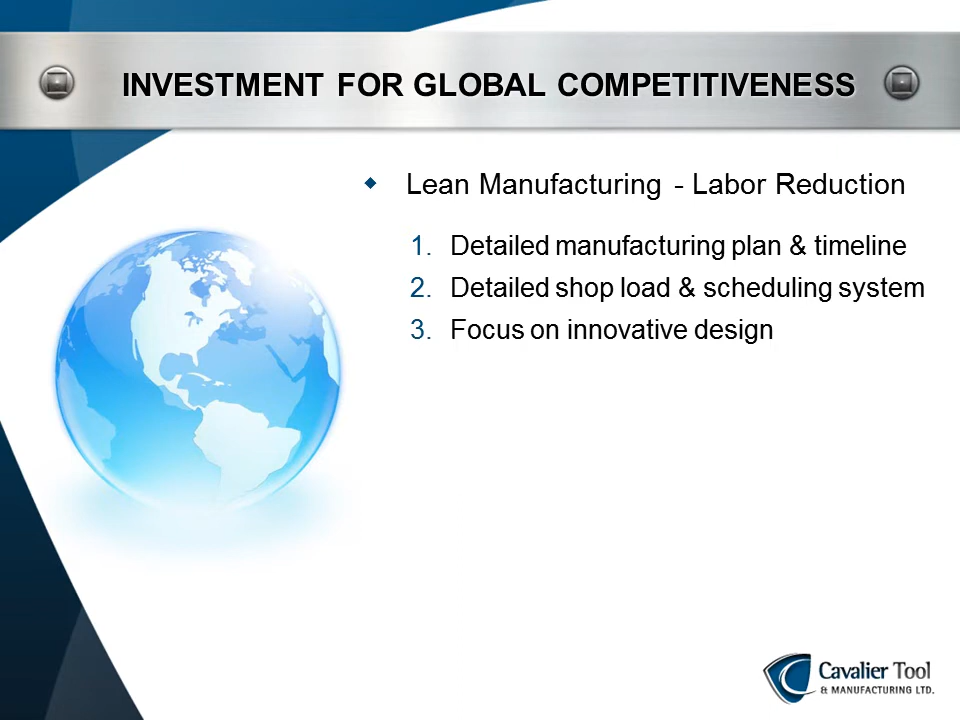 INVESTMENT FOR GLOBAL COMPETITIVENESS
Lean Manufacturing - Labor Reduction
1. Detailed manufacturing plan & timeline
2. Detailed shop load & scheduling system
3. Focus on innovative design
Cavalier Tool
& MANUFACTURING LTD.